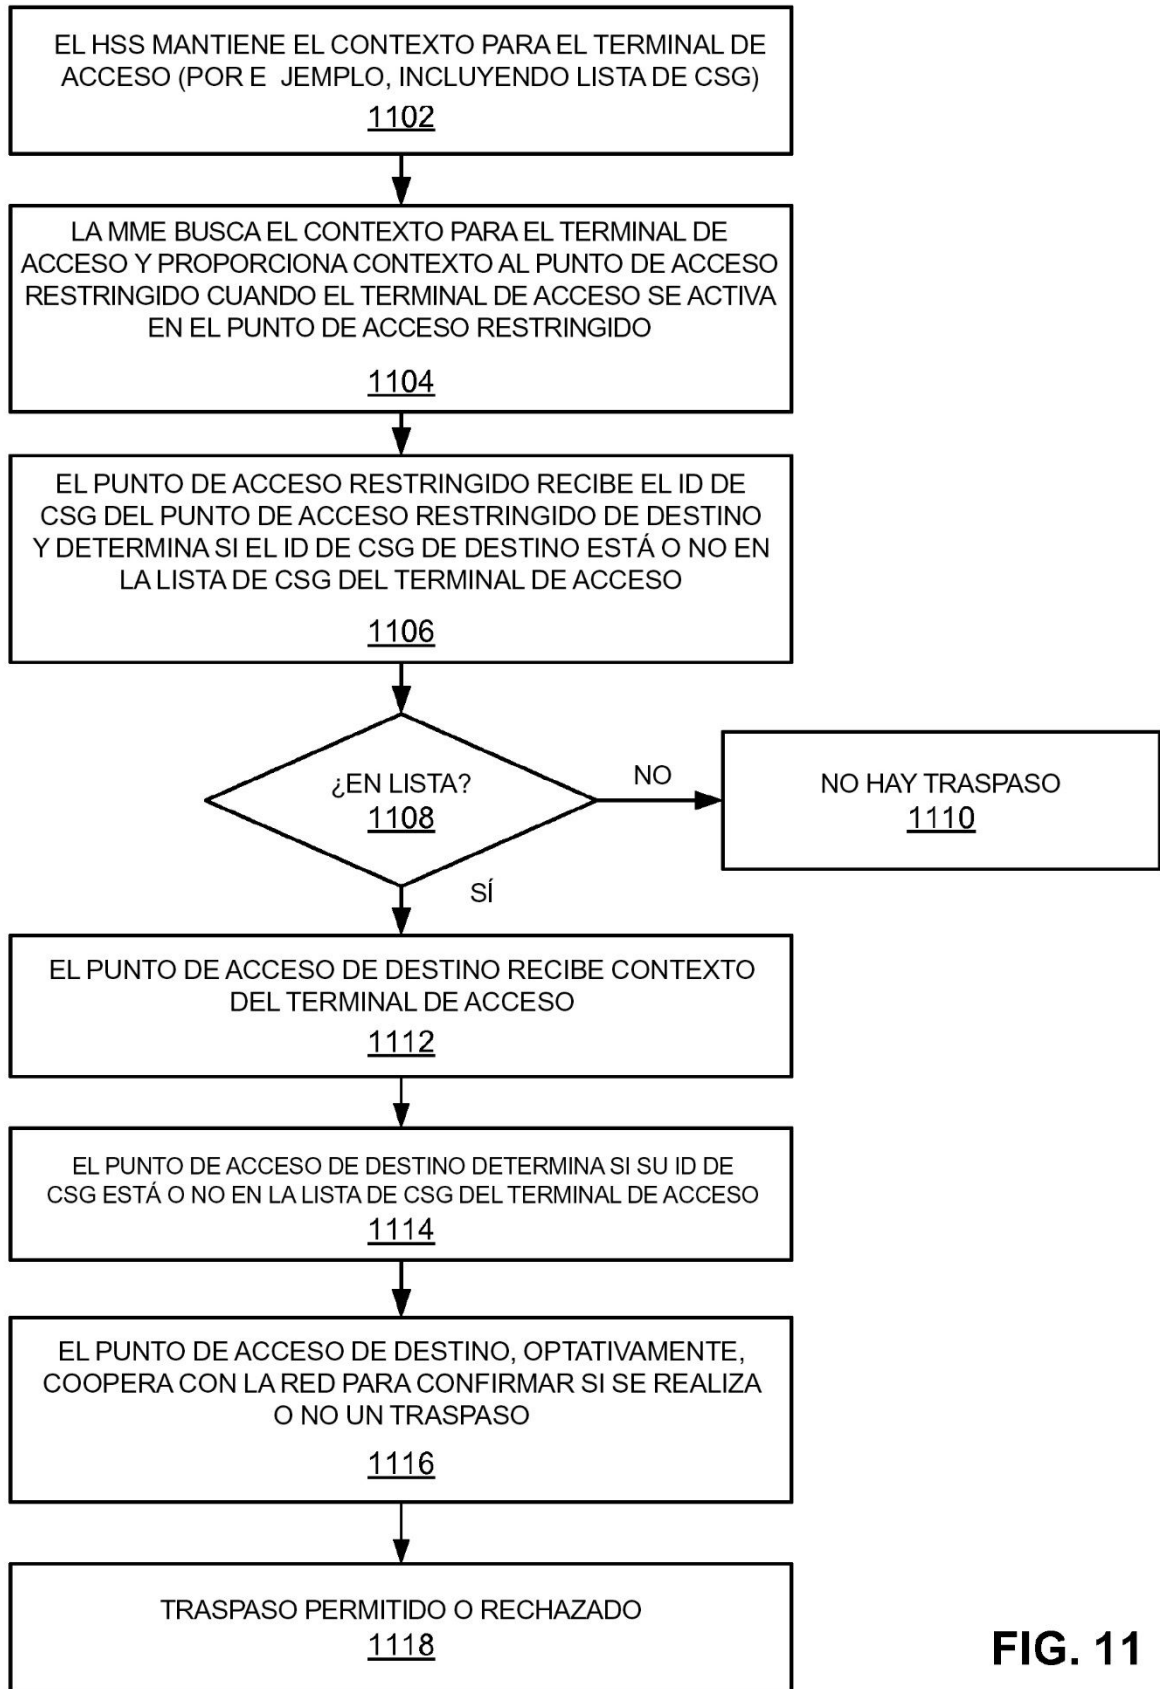 EL HSS MANTIENE EL CONTEXTO PARA EL TERMINAL DE
ACCESO (POR E JEMPLO, INCLUYENDO LISTA DE CSG)
1102
LA MME BUSCA EL CONTEXTO PARA EL TERMINAL DE
ACCESO Y PROPORCIONA CONTEXTO AL PUNTO DE ACCESO
RESTRINGIDO CUANDO EL TERMINAL DE ACCESO SE ACTIVA
EN EL PUNTO DE ACCESO RESTRINGIDO
1104
EL PUNTO DE ACCESO RESTRINGIDO RECIBE EL ID DE
CSG DEL PUNTO DE ACCESO RESTRINGIDO DE DESTINO
Y DETERMINA SI EL ID DE CSG DE DESTINO ESTÁ O NO EN
LA LISTA DE CSG DEL TERMINAL DE ACCESO
1106
¿EN LISTA?
1108
NO
NO HAY TRASPASO
1110
SÍ
EL PUNTO DE ACCESO DE DESTINO RECIBE CONTEXTO
DEL TERMINAL DE ACCESO
1112
EL PUNTO DE ACCESO DE DESTINO DETERMINA SI SU ID DE
CSG ESTÁ O NO EN LA LISTA DE CSG DEL TERMINAL DE ACCESO
1114
EL PUNTO DE ACCESO DE DESTINO, OPTATIVAMENTE,
COOPERA CON LA RED PARA CONFIRMAR SI SE REALIZA
O NO UN TRASPASO
1116
TRASPASO PERMITIDO O RECHAZADO
1118
FIG. 11